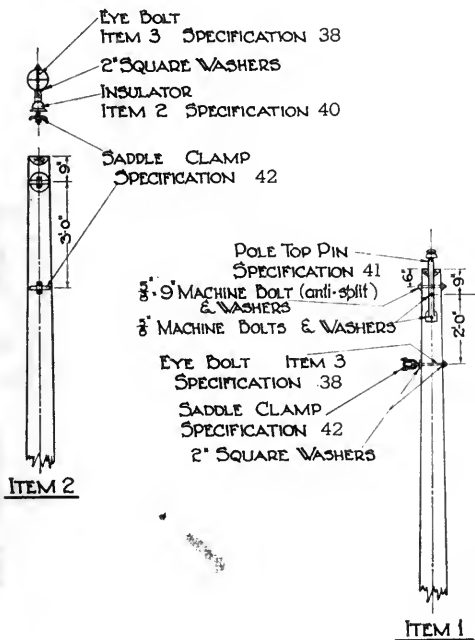 EYE BOLT
ITEM 3 SPECIFICATION 38
2" SQUARE WASHERS
INSULATOR
ITEM 2 SPECIFICATION 40
SADDLE CLAMP
SPECIFICATION 42
9"
3'-0"
ITEM 2
POLE TOP PIN
SPECIFICATION 41
5/8" - 9" MACHINE BOLT (anti-split)
& WASHERS
5/8" MACHINE BOLTS & WASHERS
6"
9"
2'-0"
EYE BOLT ITEM 3
SPECIFICATION 38
SADDLE CLAMP
SPECIFICATION 42
2" SQUARE WASHERS
ITEM 1